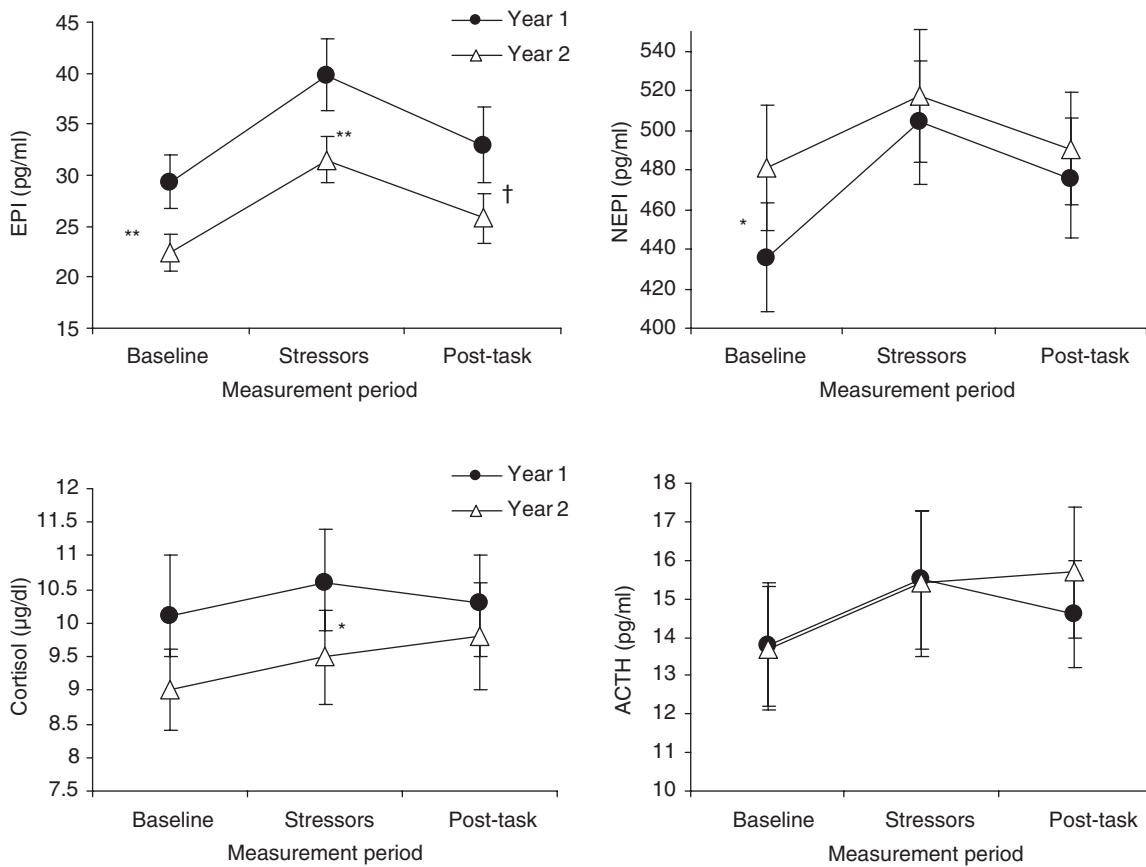 Year 1
Year 2
EPI (pg/ml)
45
40
35
30
25
20
15
**
**
†
Baseline Stressors Post-task
Measurement period
NEPI (pg/ml)
540
520
500
480
460
440
420
400
*
Baseline Stressors Post-task
Measurement period
Year 1
Year 2
Cortisol (µg/dl)
12
11.5
11
10.5
10
9.5
9
8.5
8
7.5
*
Baseline Stressors Post-task
Measurement period
ACTH (pg/ml)
18
17
16
15
14
13
12
11
10
Baseline Stressors Post-task
Measurement period